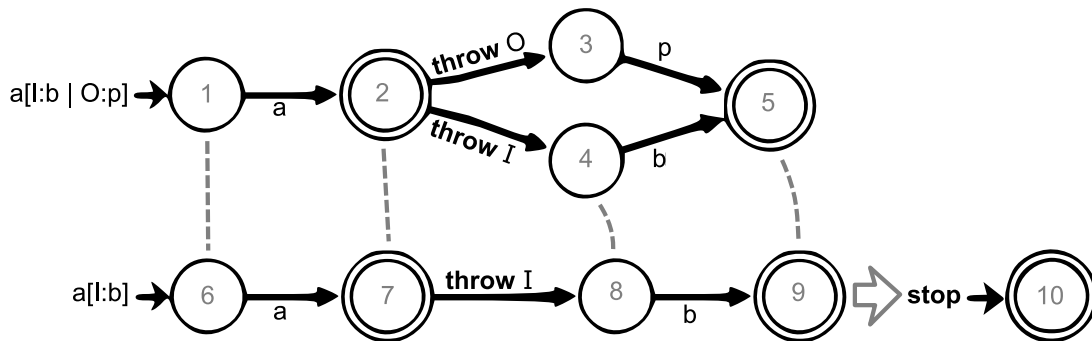 throw O
3
p
a[I:b | O:p]
1
a
2
5
throw I
4
b
a[I:b]
6
a
7
throw I
8
b
9
stop
10